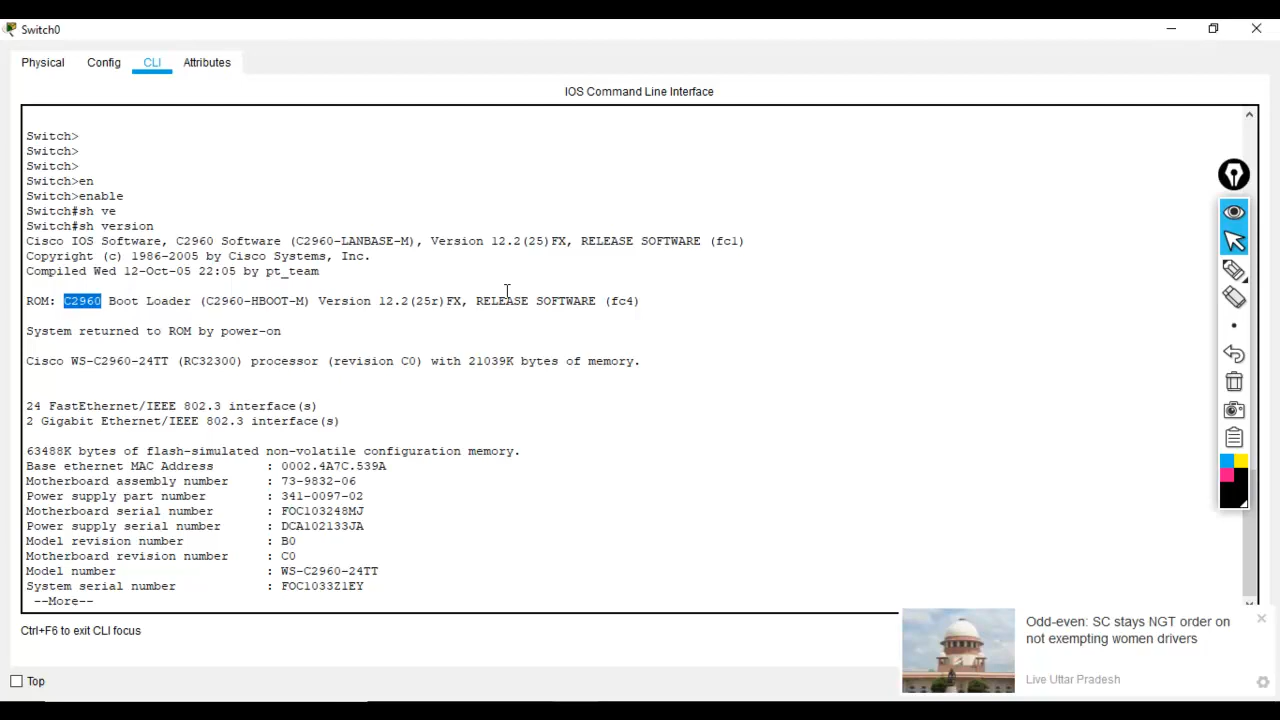 Switch0
Physical Config CLI Attributes
IOS Command Line Interface
Switch>
Switch>
Switch>
Switch>en
Switch>enable
Switch#sh ve
Switch#sh version
Cisco IOS Software, C2960 Software (C2960-LANBASE-M), Version 12.2(25)FX, RELEASE SOFTWARE (fc1)
Copyright (c) 1986-2005 by Cisco Systems, Inc.
Compiled Wed 12-Oct-05 22:05 by pt_team
ROM: C2960 Boot Loader (C2960-HBOOT-M) Version 12.2(25r)FX, RELEASE SOFTWARE (fc4)
System returned to ROM by power-on
Cisco WS-C2960-24TT (RC32300) processor (revision C0) with 21039K bytes of memory.
24 FastEthernet/IEEE 802.3 interface(s)
2 Gigabit Ethernet/IEEE 802.3 interface(s)
63488K bytes of flash-simulated non-volatile configuration memory.
Base ethernet MAC Address : 0002.4A7C.539A
Motherboard assembly number : 73-9832-06
Power supply part number : 341-0097-02
Motherboard serial number : FOC103248MJ
Power supply serial number : DCA102133JA
Model revision number : B0
Motherboard revision number : C0
Model number : WS-C2960-24TT
System serial number : FOC1033Z1EY
--More--
Ctrl+F6 to exit CLI focus
Odd-even: SC stays NGT order on
not exempting women drivers
Live Uttar Pradesh
Top